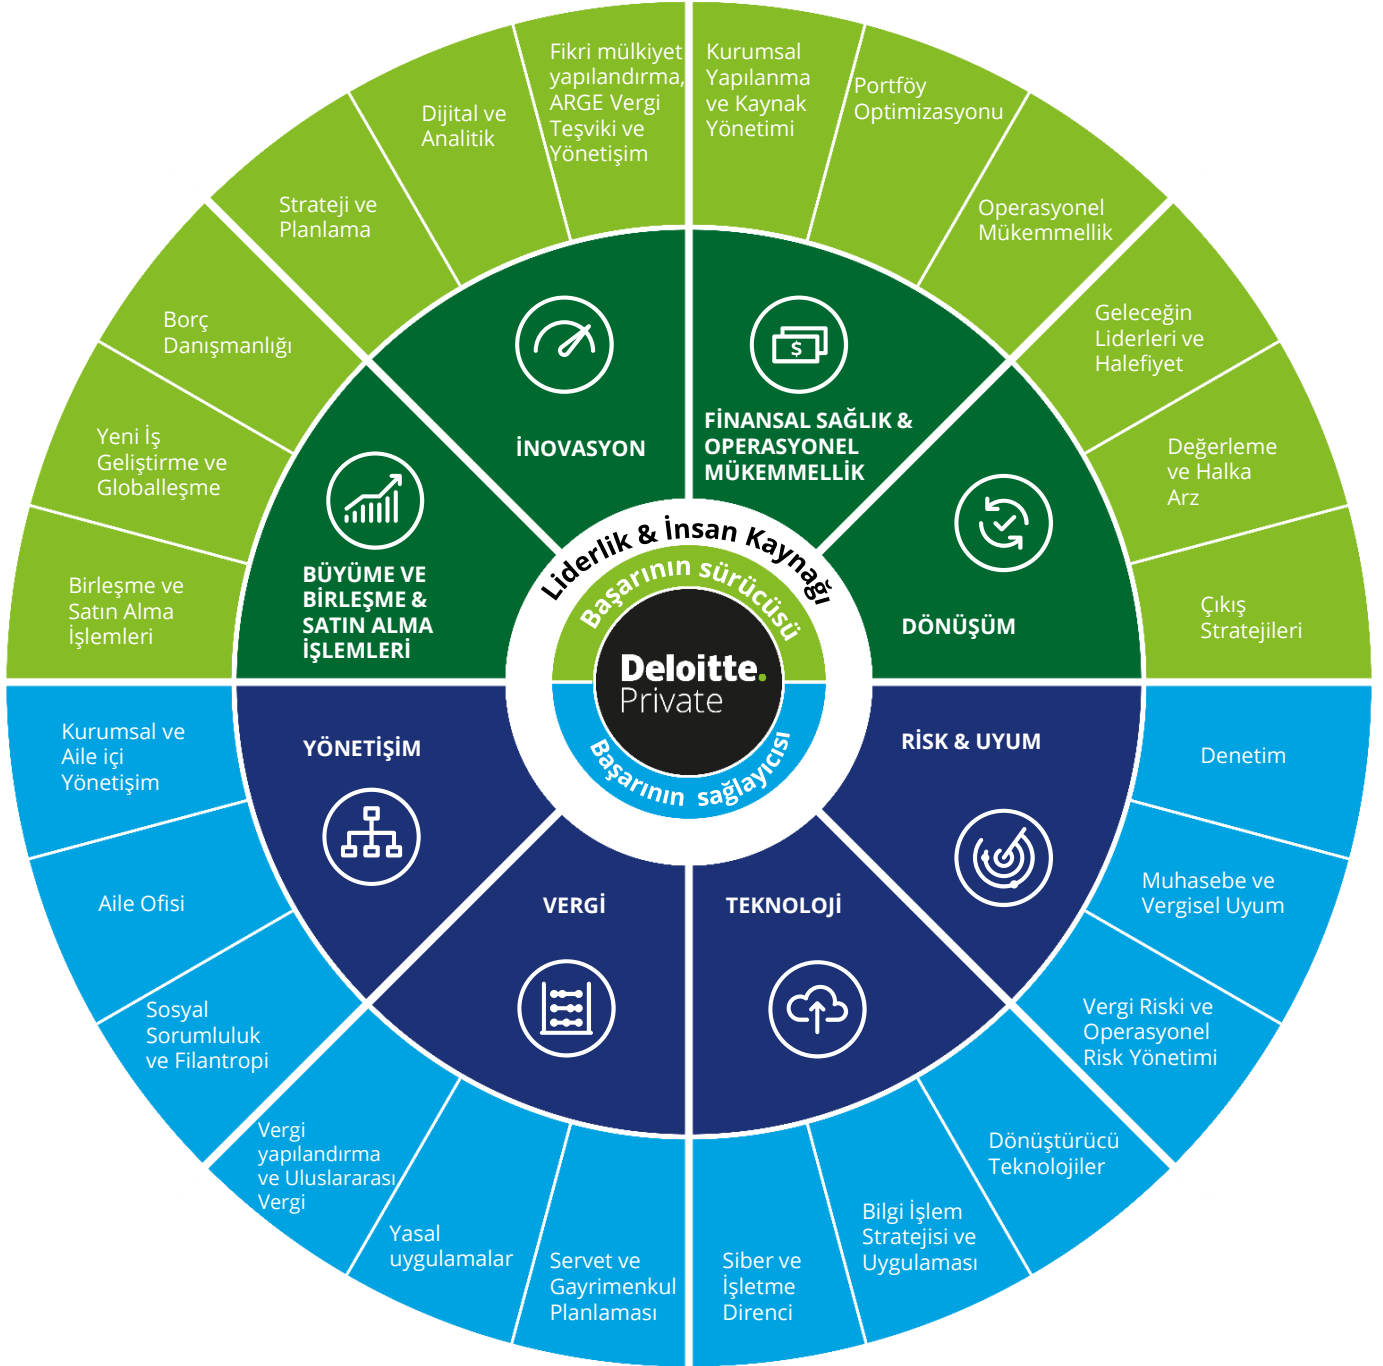 Fikri mülkiyet
yapılandırma,
ARGE Vergi
Teşviki ve
Yönetişim
Kurumsal
Yapılanma
ve Kaynak
Yönetimi
Portföy
Optimizasyonu
Operasyonel
Mükemmellik
Geleceğin
Liderleri ve
Halefiyet
Değerleme
ve Halka
Arz
Çıkış
Stratejileri
Dijital ve
Analitik
Strateji ve
Planlama
Borç
Danışmanlığı
Yeni İş
Geliştirme ve
Globalleşme
Birleşme ve
Satın Alma
İşlemleri
İNOVASYON
FİNANSAL SAĞLIK &
OPERASYONEL
MÜKEMMELLİK
BÜYÜME VE
BİRLEŞME &
SATIN ALMA
İŞLEMLERİ
DÖNÜŞÜM
$
Liderlik & İnsan Kaynağı
Başarının sürücüsü
Deloitte.
Private
Başarının sağlayıcısı
YÖNETİŞİM
RİSK & UYUM
VERGİ
TEKNOLOJİ
Kurumsal ve
Aile içi
Yönetişim
Aile Ofisi
Sosyal
Sorumluluk
ve Filantropi
Vergi
yapılandırma
ve Uluslararası
Vergi
Yasal
uygulamalar
Servet ve
Gayrimenkul
Planlaması
Siber ve
İşletme
Direnci
Bilgi İşlem
Stratejisi ve
Uygulaması
Dönüştürücü
Teknolojiler
Vergi Riski ve
Operasyonel
Risk Yönetimi
Muhasebe ve
Vergisel Uyum
Denetim